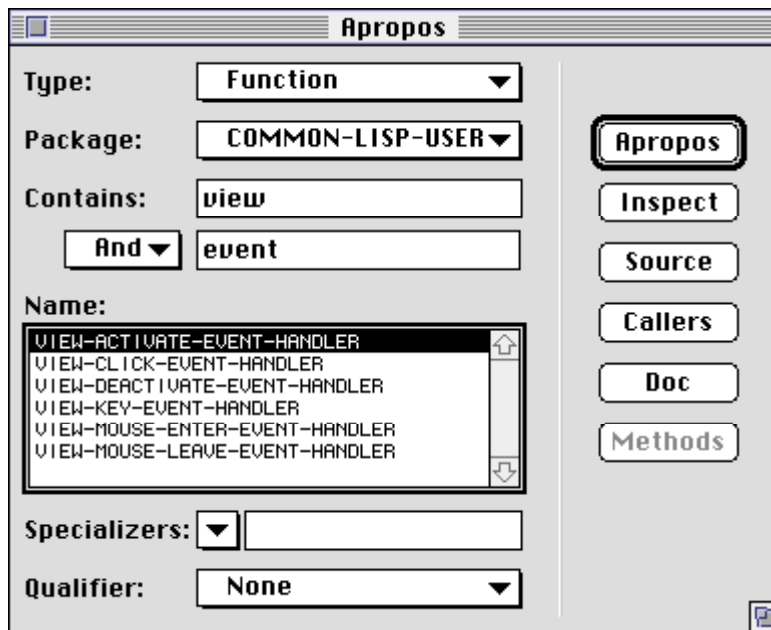 Apropos
Type: Function
Package: COMMON-LISP-USER
Contains: view
And event
Name:
VIEW-ACTIVATE-EVENT-HANDLER
VIEW-CLICK-EVENT-HANDLER
VIEW-DEACTIVATE-EVENT-HANDLER
VIEW-KEY-EVENT-HANDLER
VIEW-MOUSE-ENTER-EVENT-HANDLER
VIEW-MOUSE-LEAVE-EVENT-HANDLER
Specializers:
Qualifier: None
Apropos
Inspect
Source
Callers
Doc
Methods